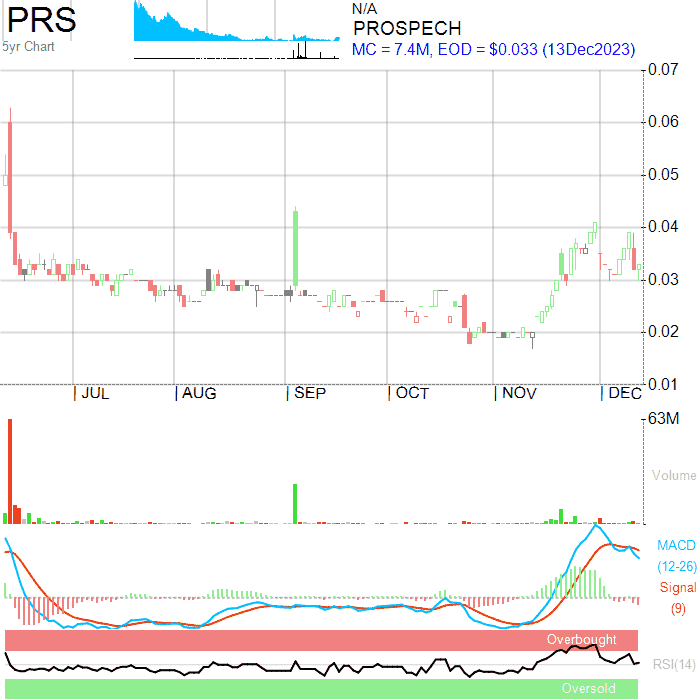 PRS
5yr Chart
N/A
PROSPECH
MC = 7.4M, EOD = $0.033 (13Dec2023)
0.07
0.06
0.05
0.04
0.03
0.02
0.01
JUL AUG SEP OCT NOV DEC
63M
Volume
MACD
(12-26)
Signal
(9)
Overbought
RSI(14)
Oversold